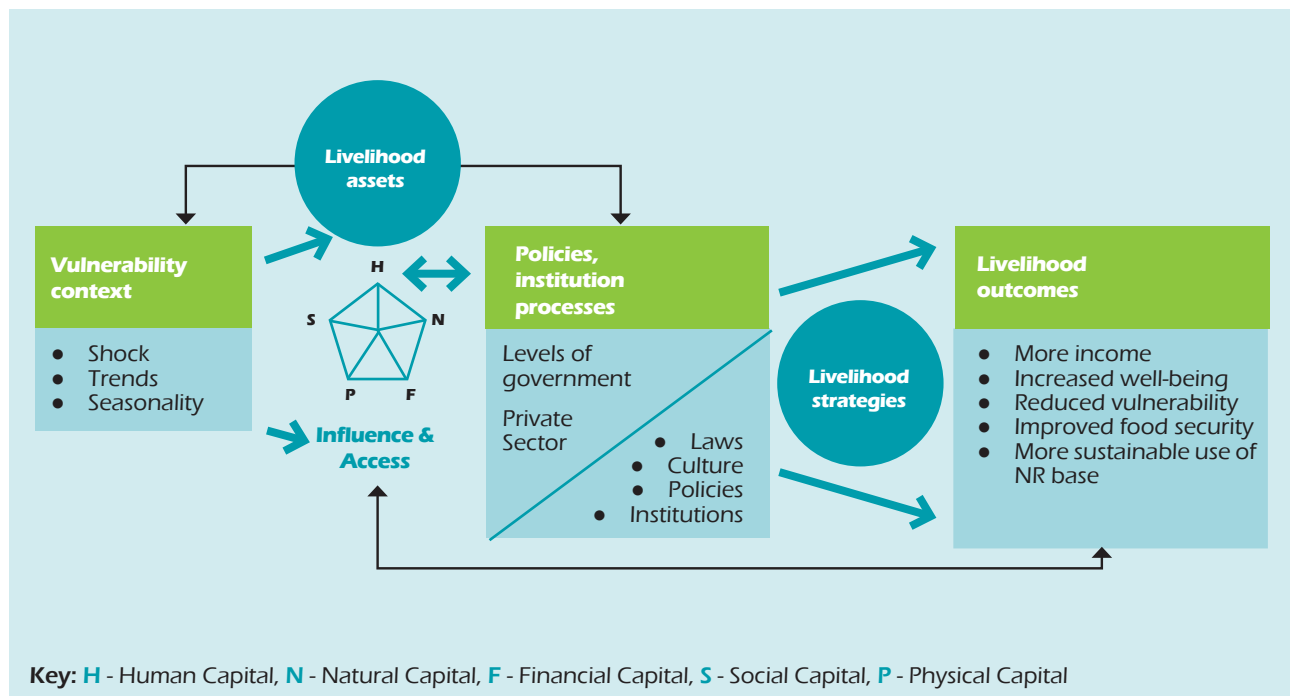 Livelihood
assets
Vulnerability
context
● Shock
● Trends
● Seasonality
H
S
N
P
F
Influence &
Access
Policies,
institution
processes
Levels of
government
Private
Sector
● Laws
● Culture
● Policies
● Institutions
Livelihood
strategies
Livelihood
outcomes
● More income
● Increased well-being
● Reduced vulnerability
● Improved food security
● More sustainable use of
NR base
Key: H - Human Capital, N - Natural Capital, F - Financial Capital, S - Social Capital, P - Physical Capital